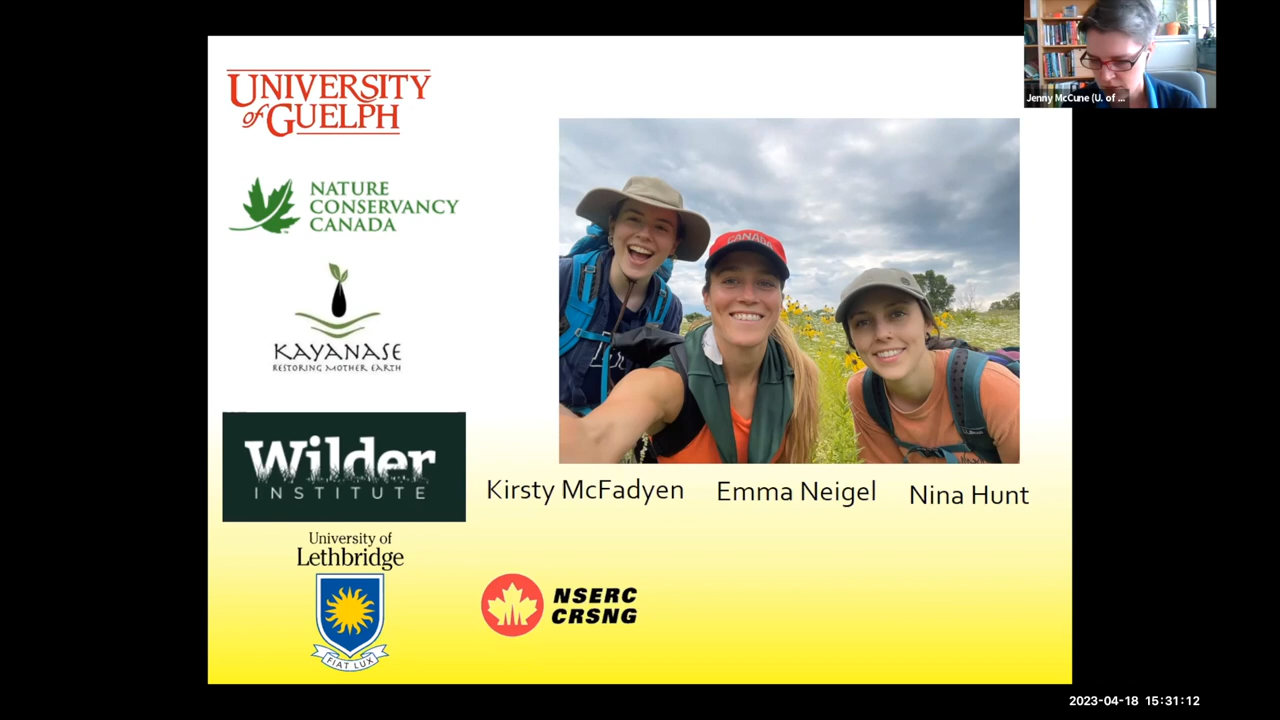 UNIVERSITY
of GUELPH
NATURE
CONSERVANCY
CANADA
KAYANASE
RESTORING MOTHER EARTH
Wilder
INSTITUTE
University of
Lethbridge
FIAT LUX
CANADA
Kirsty McFadyen Emma Neigel Nina Hunt
NSERC
CRSNG
Jenny McCune (U. of ...
2023-04-18 15:31:12